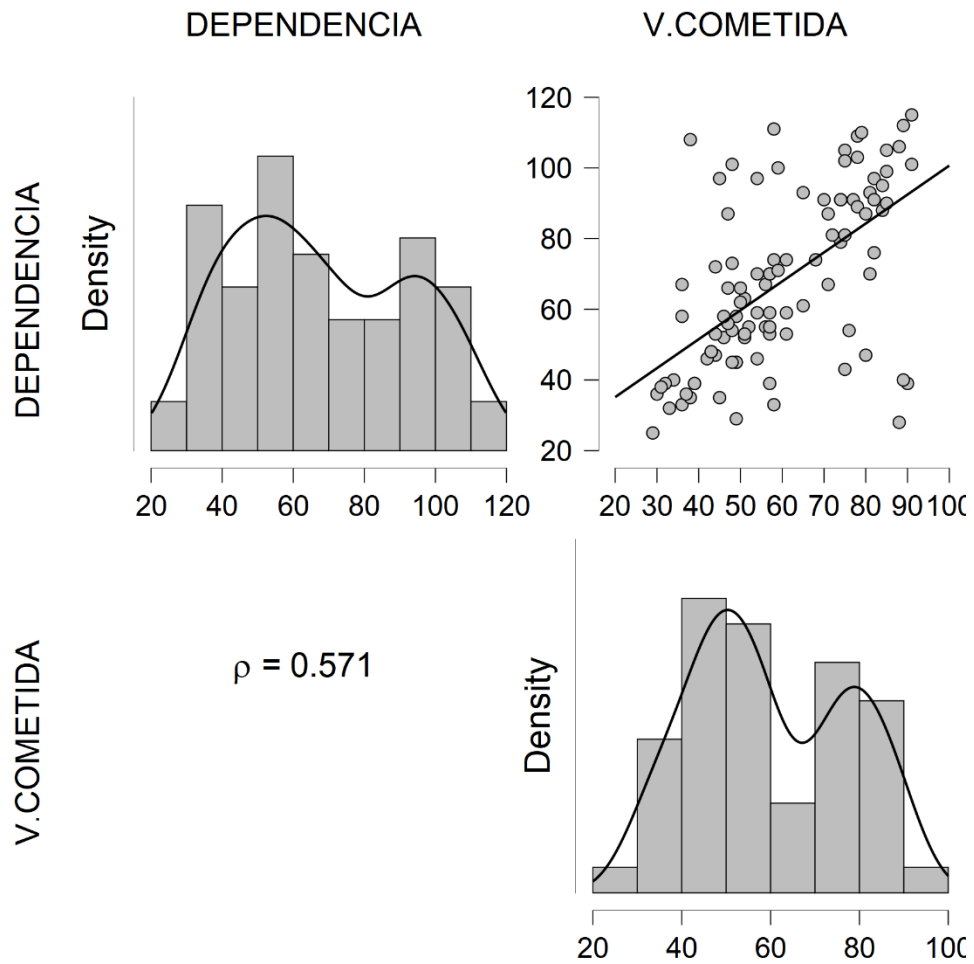 DEPENDENCIA
V.COMETIDA
DEPENDENCIA
Density
20 40 60 80 100 120
120
100
80
60
40
20
20 30 40 50 60 70 80 90 100
V.COMETIDA
ρ = 0.571
Density
20 40 60 80 100